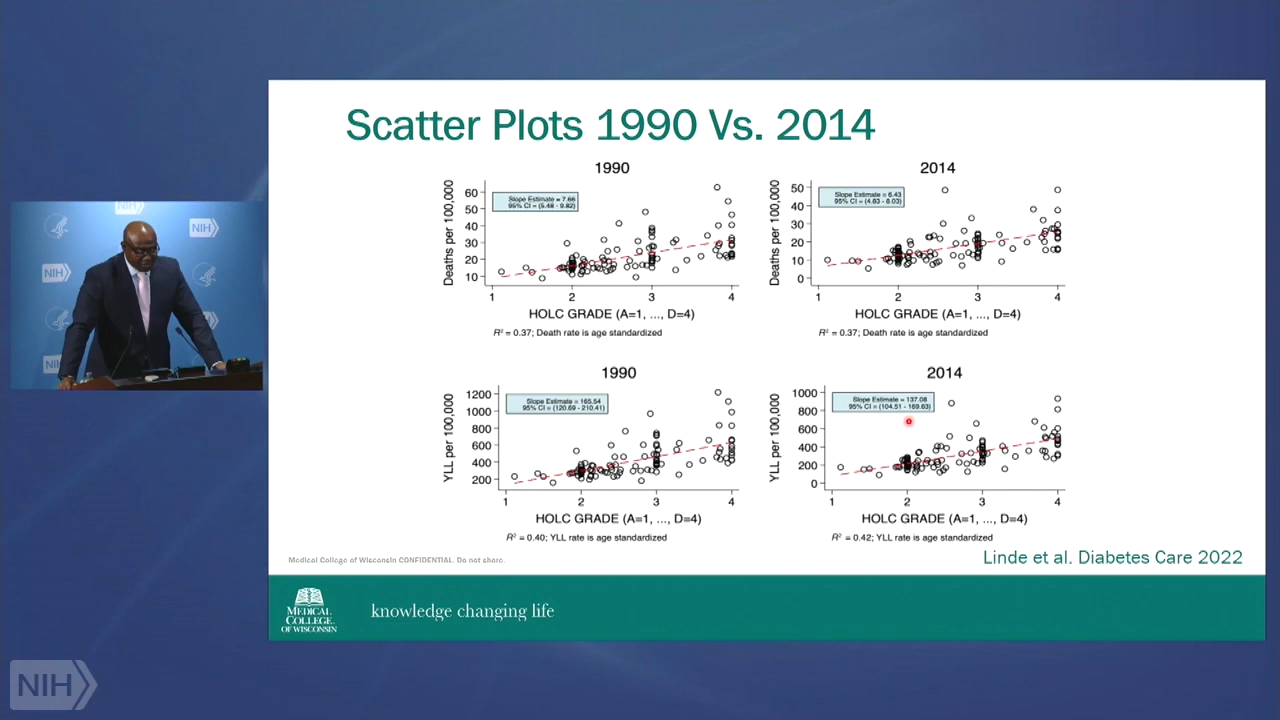 Scatter Plots 1990 Vs. 2014
1990
Slope Estimate = 7.66
95% CI = (5.48 - 9.82)
Deaths per 100,000
60
50
40
30
20
10
1 2 3 4
HOLC GRADE (A=1, ..., D=4)
R² = 0.37; Death rate is age standardized
2014
Slope Estimate = 6.43
95% CI = (4.83 - 8.03)
Deaths per 100,000
50
40
30
20
10
0
1 2 3 4
HOLC GRADE (A=1, ..., D=4)
R² = 0.37; Death rate is age standardized
1990
Slope Estimate = 165.54
95% CI = (120.69 - 210.41)
YLL per 100,000
1200
1000
800
600
400
200
1 2 3 4
HOLC GRADE (A=1, ..., D=4)
R² = 0.40; YLL rate is age standardized
2014
Slope Estimate = 137.08
95% CI = (104.51 - 169.63)
YLL per 100,000
1000
800
600
400
200
0
1 2 3 4
HOLC GRADE (A=1, ..., D=4)
R² = 0.42; YLL rate is age standardized
Medical College of Wisconsin CONFIDENTIAL. Do not share.
Linde et al. Diabetes Care 2022
MEDICAL
COLLEGE
OF WISCONSIN
knowledge changing life
NIH
NIH
NIH
NIH
NIH